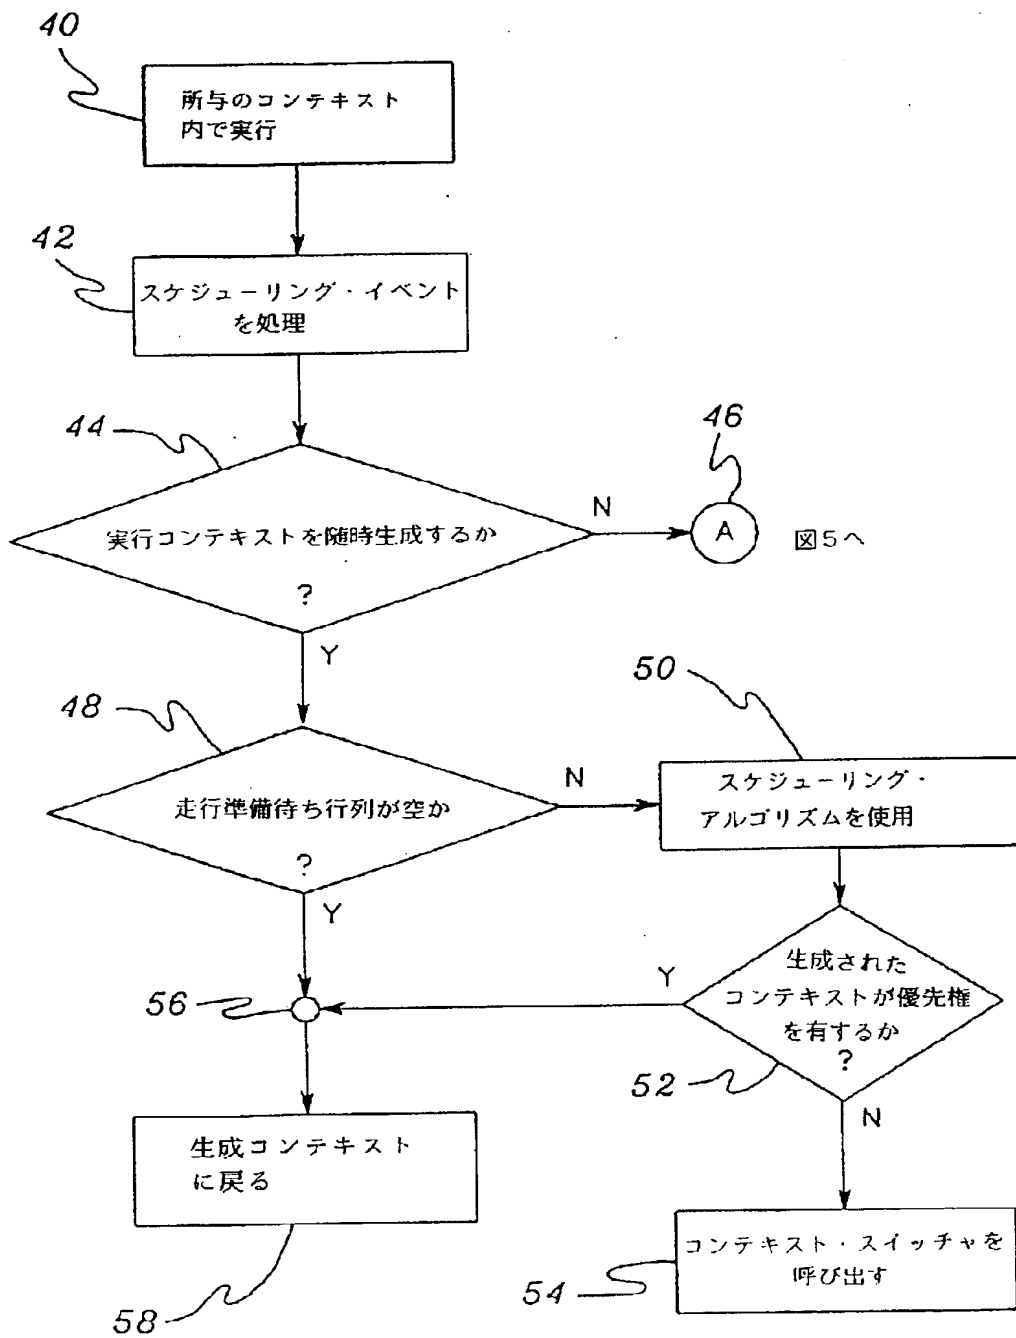 40
所与のコンテキスト
内で実行
42
スケジューリング・イベント
を処理
44
46
N
A
図5へ
実行コンテキストを随時生成するか
?
Y
48
50
走行準備待ち行列が空か
?
N
スケジューリング・
アルゴリズムを使用
Y
生成された
コンテキストが優先権
を有するか
?
Y
56
52
N
生成コンテキスト
に戻る
58
コンテキスト・スイッチャを
呼び出す
54